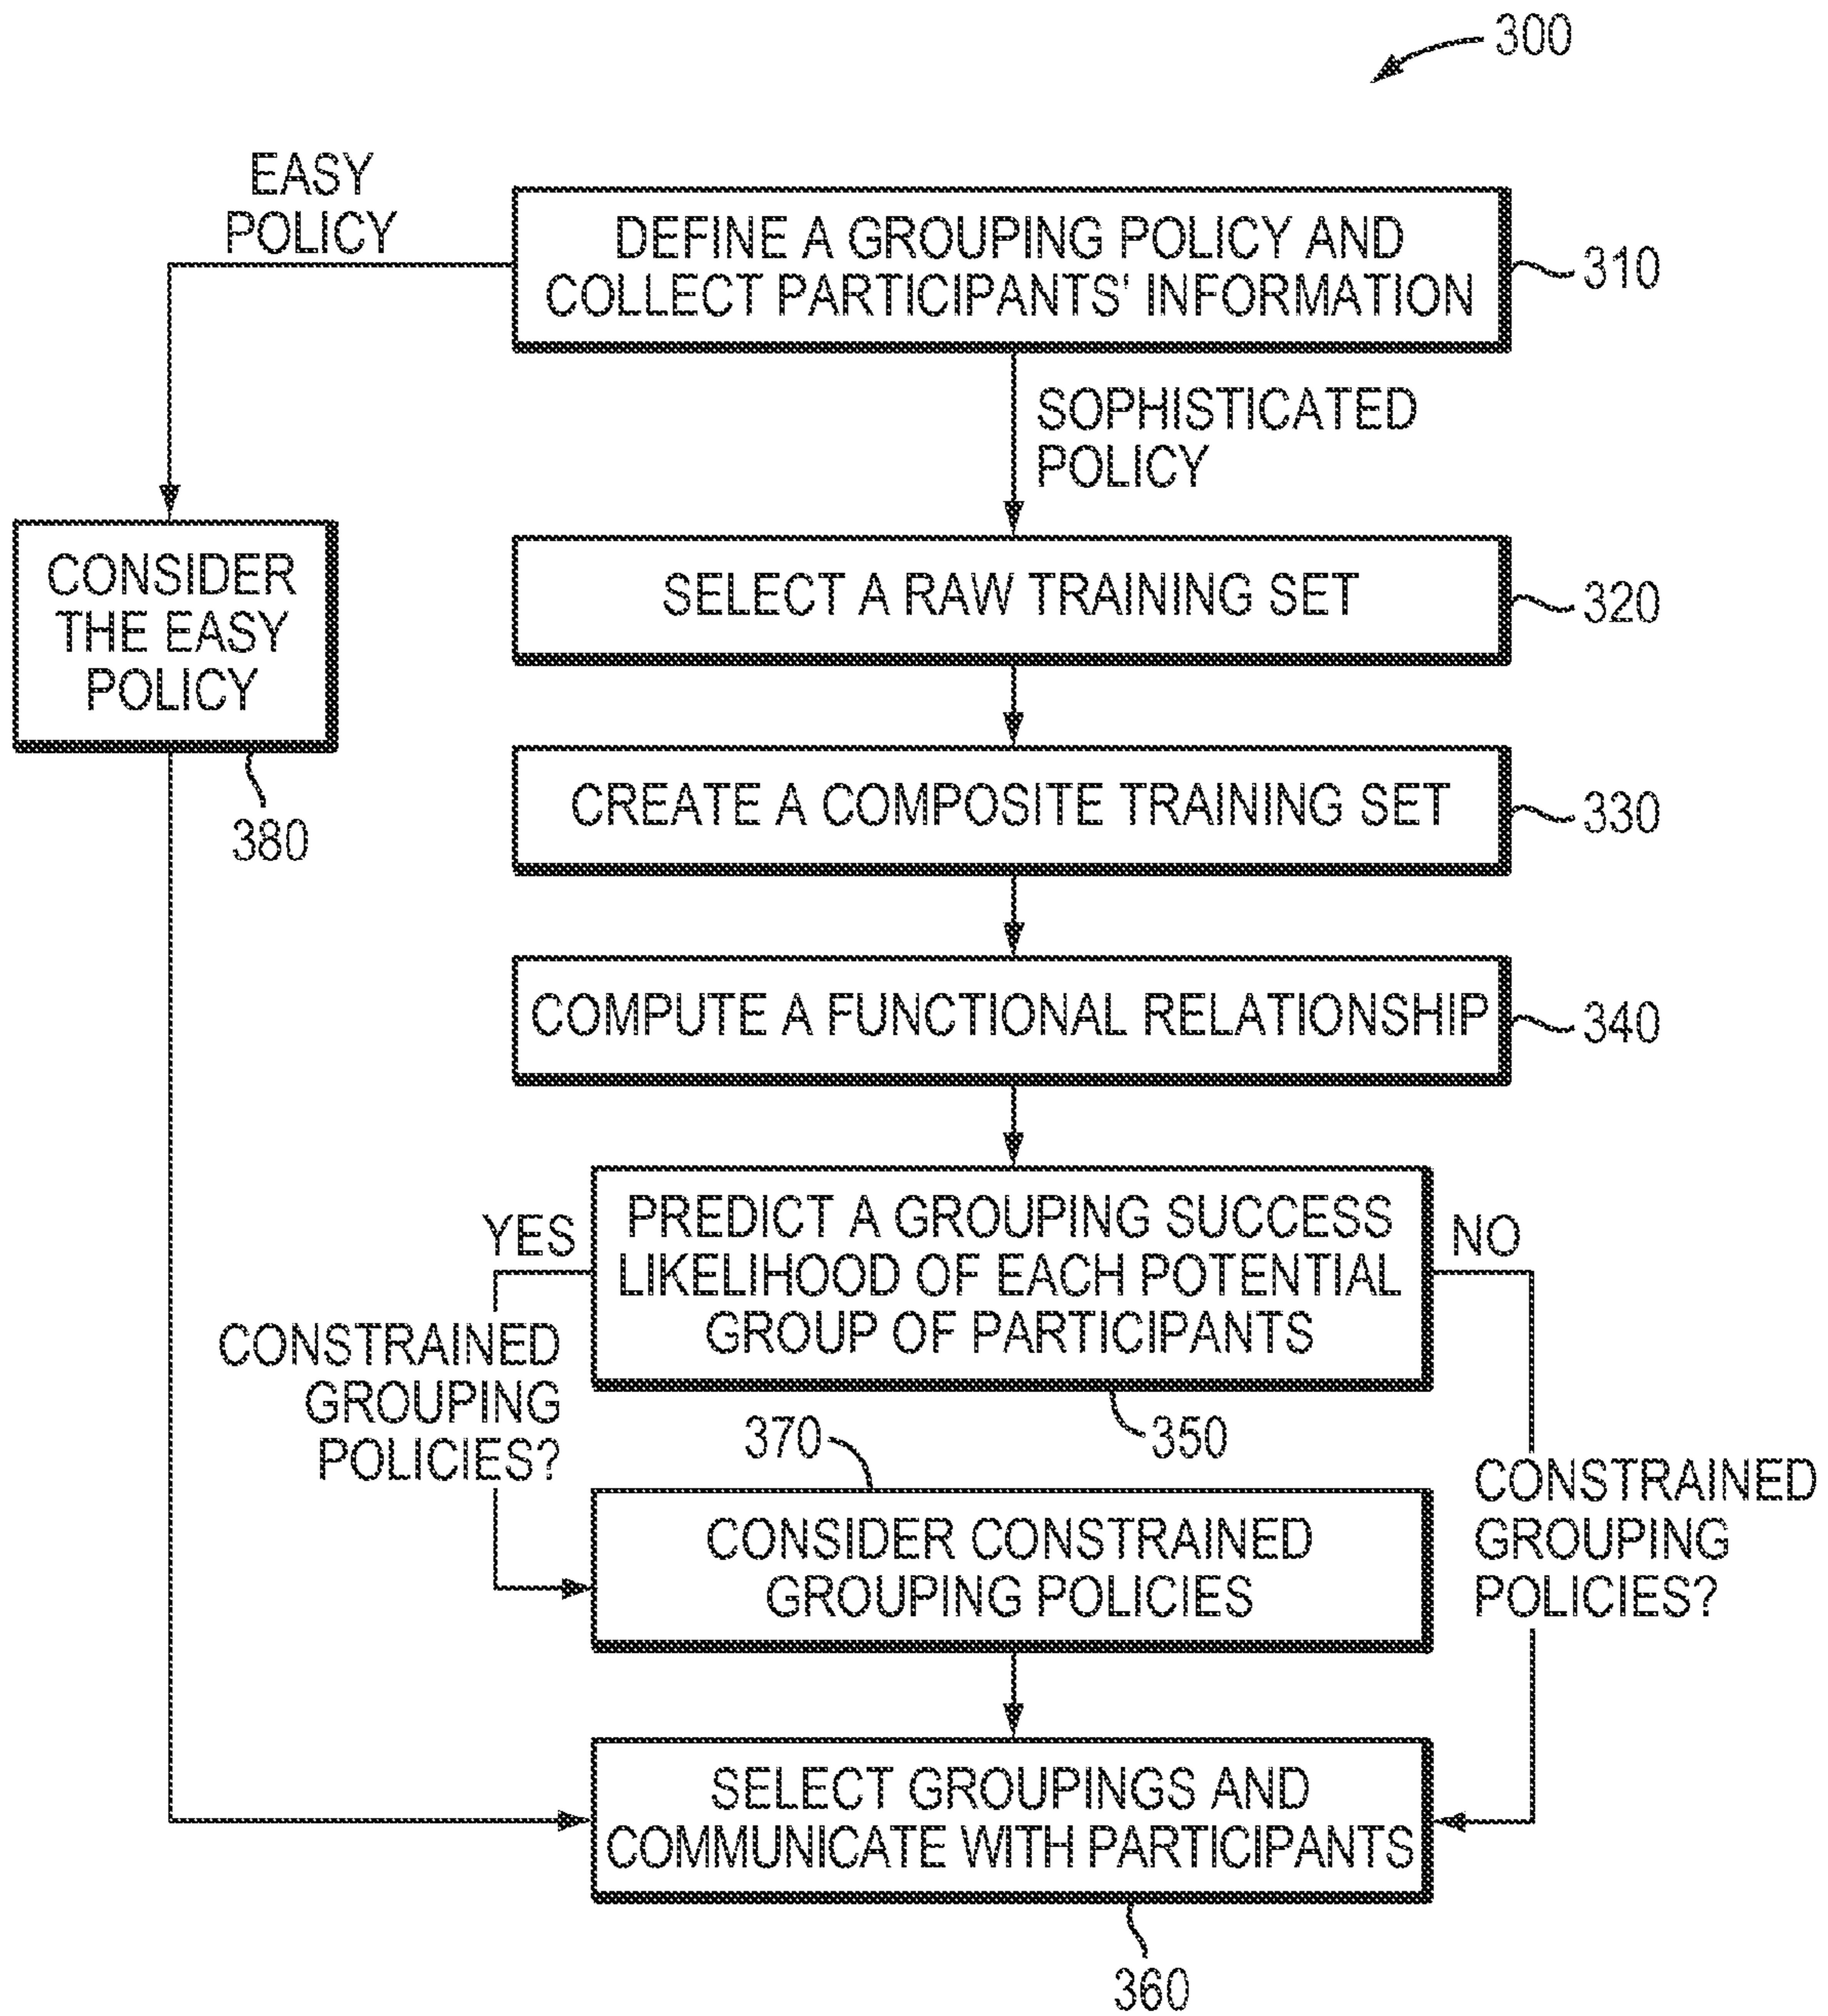 300
EASY
POLICY
DEFINE A GROUPING POLICY AND
COLLECT PARTICIPANTS' INFORMATION
310
SOPHISTICATED
POLICY
CONSIDER
THE EASY
POLICY
380
SELECT A RAW TRAINING SET
320
CREATE A COMPOSITE TRAINING SET
330
COMPUTE A FUNCTIONAL RELATIONSHIP
340
YES
PREDICT A GROUPING SUCCESS
LIKELIHOOD OF EACH POTENTIAL
GROUP OF PARTICIPANTS
NO
350
CONSTRAINED
GROUPING
POLICIES?
370
CONSIDER CONSTRAINED
GROUPING POLICIES
CONSTRAINED
GROUPING
POLICIES?
SELECT GROUPINGS AND
COMMUNICATE WITH PARTICIPANTS
360